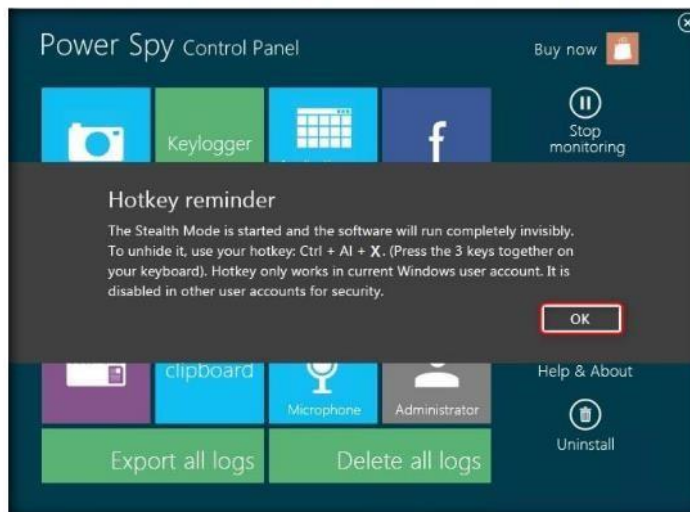 Power Spy Control Panel
Buy now
Keylogger
f
Stop
monitoring
Hotkey reminder
The Stealth Mode is started and the software will run completely invisibly.
To unhide it, use your hotkey: Ctrl + Al + X. (Press the 3 keys together on
your keyboard). Hotkey only works in current Windows user account. It is
disabled in other user accounts for security.
OK
clipboard
Microphone
Administrator
Help & About
Uninstall
Export all logs
Delete all logs